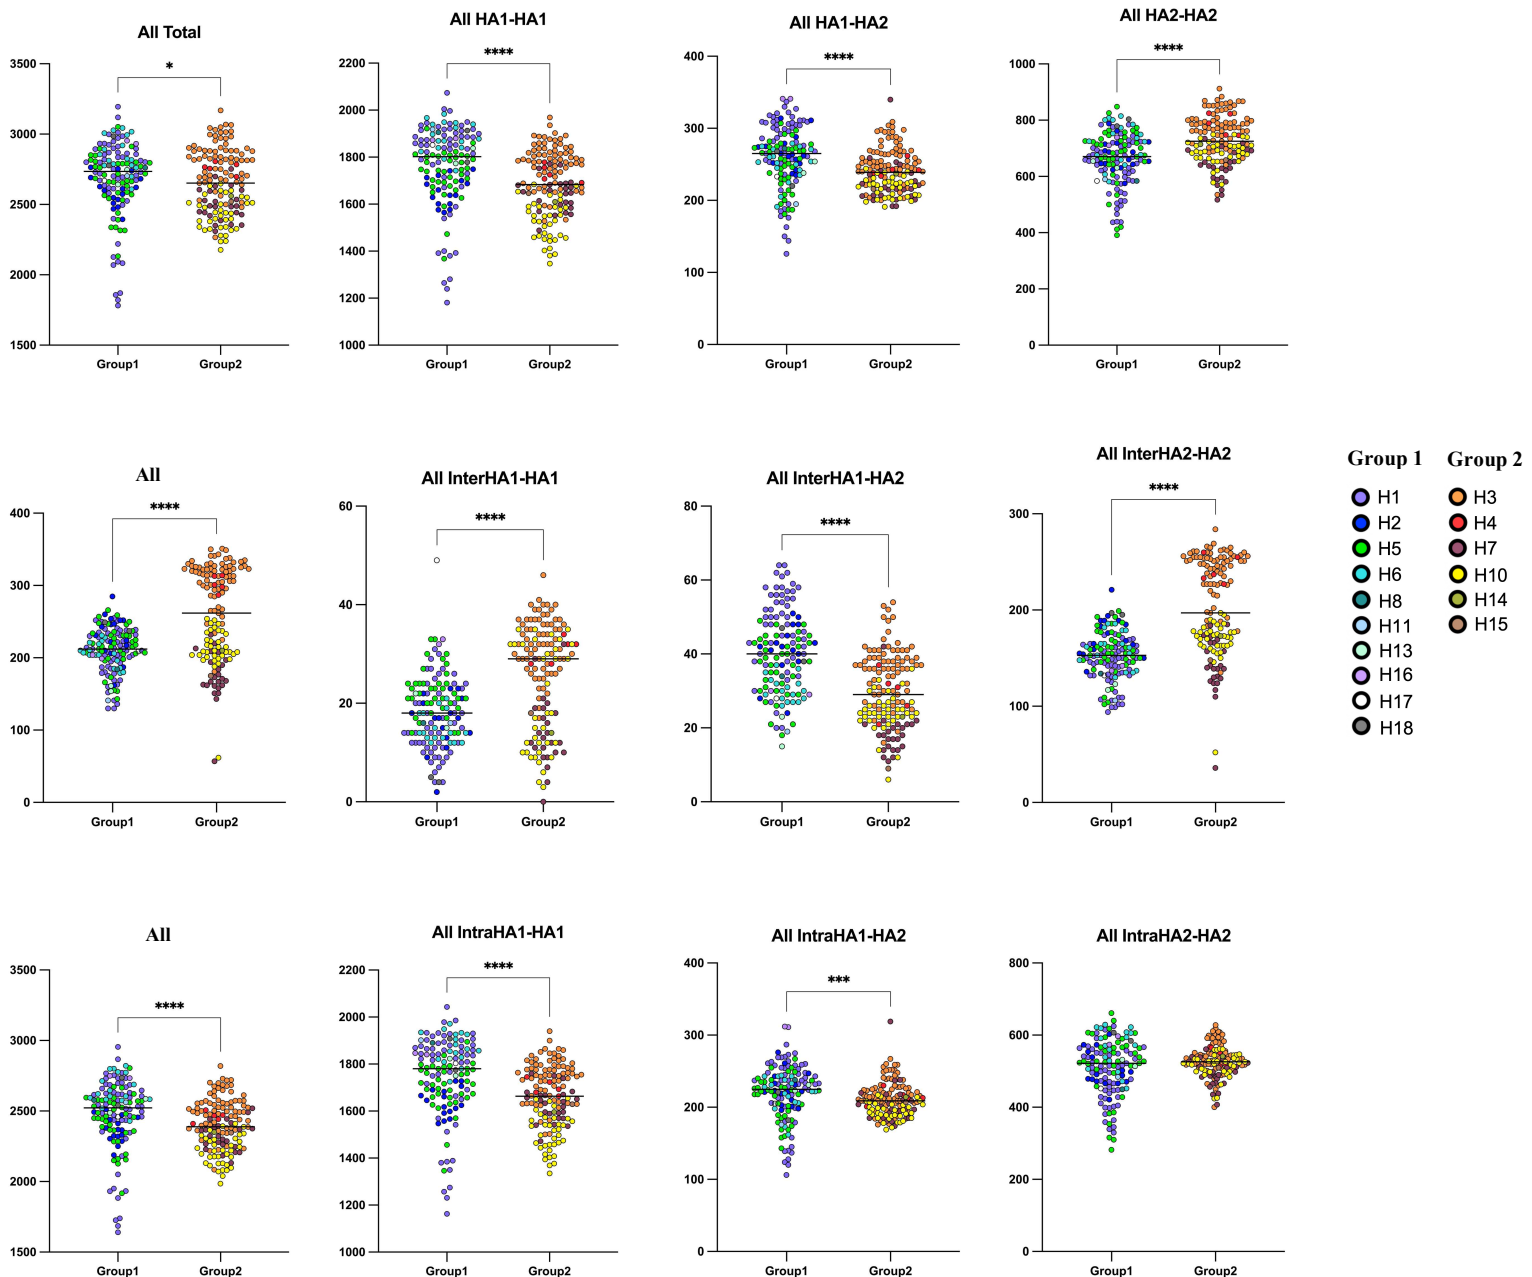 All Total
*
3500
3000
2500
2000
1500
Group1 Group2
All HA1-HA1
****
2200
2000
1800
1600
1400
1200
1000
Group1 Group2
All HA1-HA2
****
400
300
200
100
0
Group1 Group2
All HA2-HA2
****
1000
800
600
400
200
0
Group1 Group2
All
****
400
300
200
100
0
Group1 Group2
All InterHA1-HA1
****
60
40
20
0
Group1 Group2
All InterHA1-HA2
****
80
60
40
20
0
Group1 Group2
All InterHA2-HA2
****
300
200
100
0
Group1 Group2
Group 1 Group 2
H1 H3
H2 H4
H5 H7
H6 H10
H8 H14
H11 H15
H13
H16
H17
H18
All
****
3500
3000
2500
2000
1500
Group1 Group2
All IntraHA1-HA1
****
2200
2000
1800
1600
1400
1200
1000
Group1 Group2
All IntraHA1-HA2
***
400
300
200
100
0
Group1 Group2
All IntraHA2-HA2
800
600
400
200
0
Group1 Group2